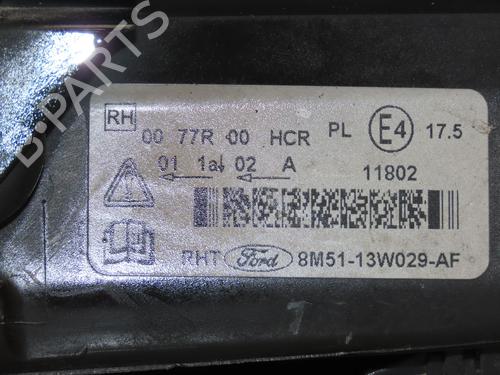 B-PARTS
RH
00 77R 00 HCR PL E4 17.5
01 1a 02 A 11802
RHT Ford 8M51-13W029-AF